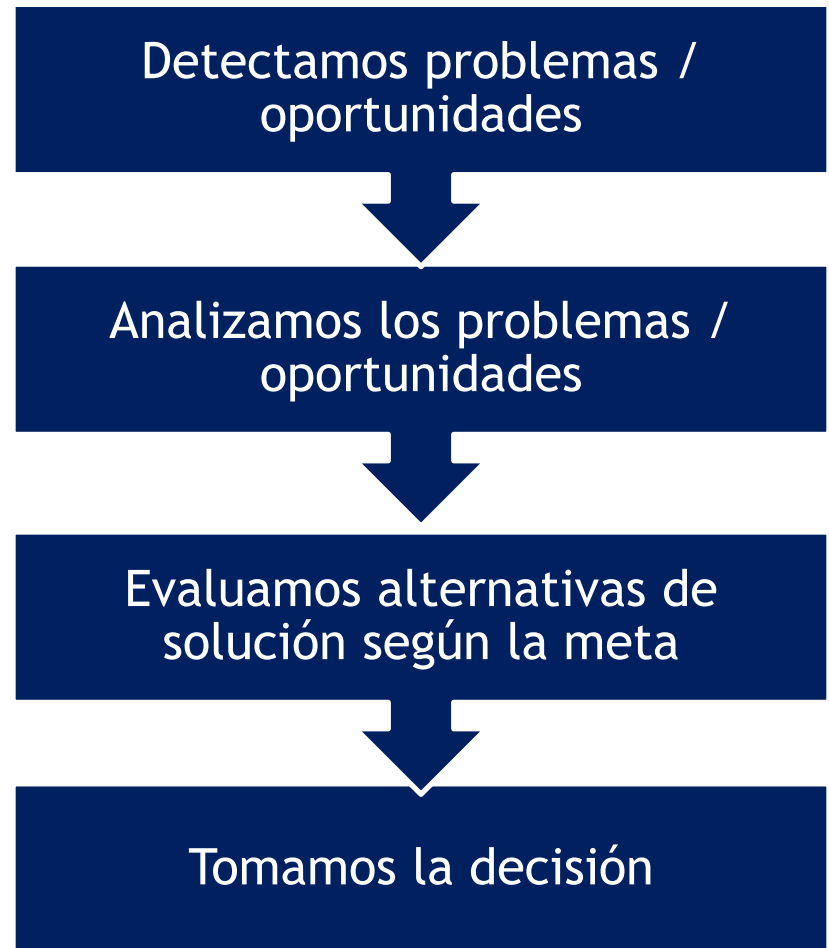 Detectamos problemas /
oportunidades
Analizamos los problemas /
oportunidades
Evaluamos alternativas de
solución según la meta
Tomamos la decisión